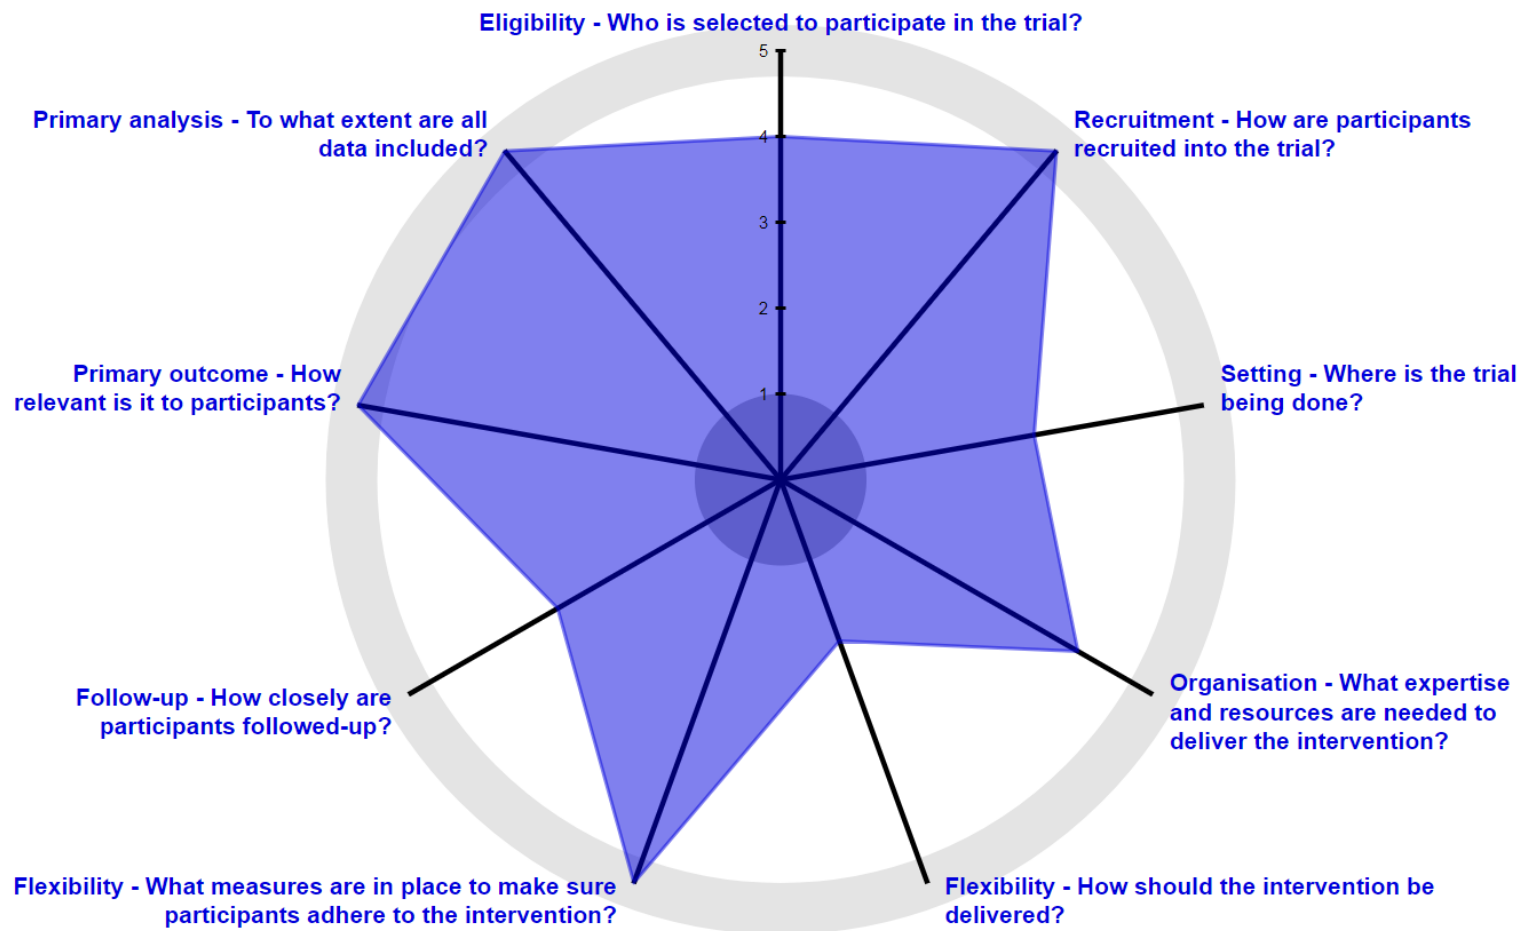 Eligibility - Who is selected to participate in the trial?
5
Primary analysis - To what extent are all
data included?
Recruitment - How are participants
recruited into the trial?
4
3
2
1
Primary outcome - How
relevant is it to participants?
Setting - Where is the trial
being done?
Follow-up - How closely are
participants followed-up?
Organisation - What expertise
and resources are needed to
deliver the intervention?
Flexibility - What measures are in place to make sure
participants adhere to the intervention?
Flexibility - How should the intervention be
delivered?